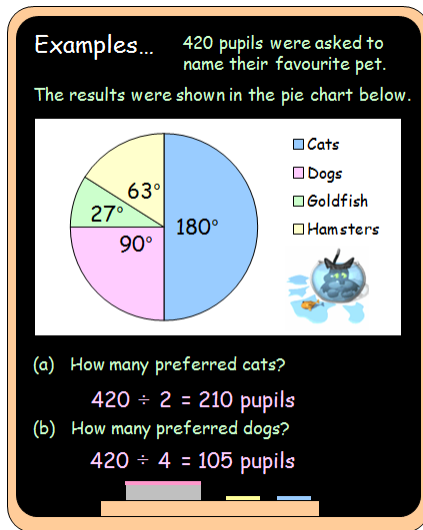 Examples...
420 pupils were asked to
name their favourite pet.
The results were shown in the pie chart below.
Cats
Dogs
Goldfish
Hamsters
63°
27°
180°
90°
(a) How many preferred cats?
420 ÷ 2 = 210 pupils
(b) How many preferred dogs?
420 ÷ 4 = 105 pupils